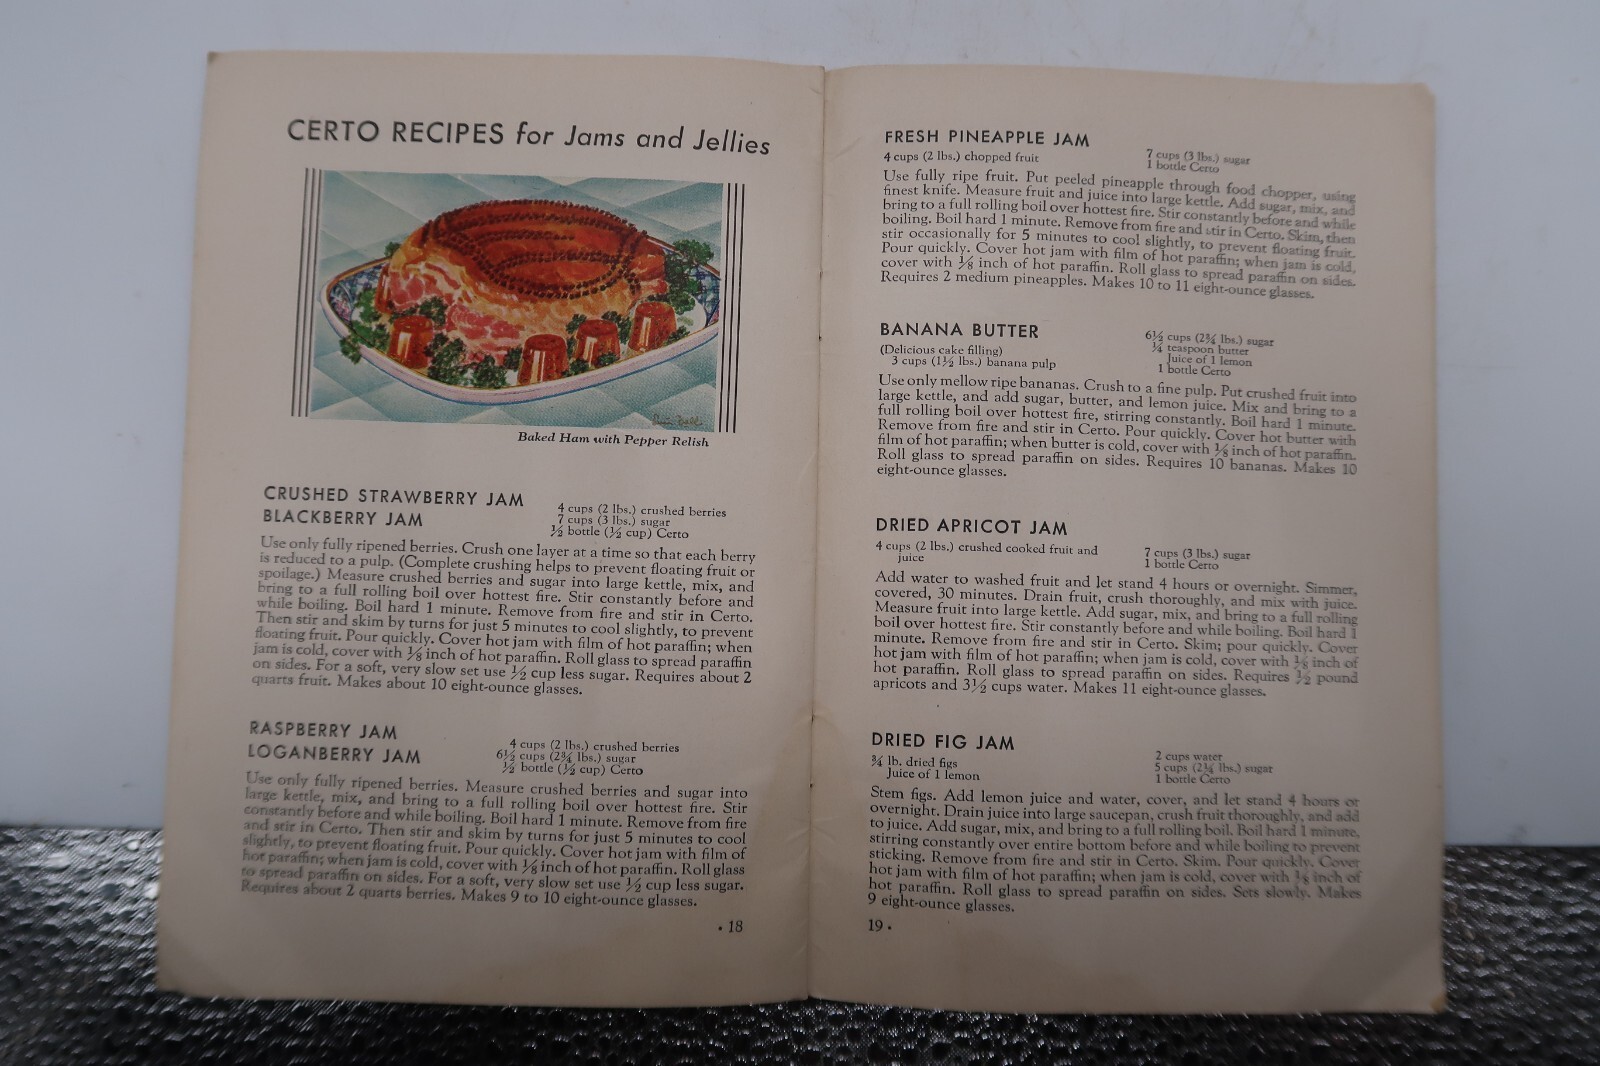 CERTO RECIPES for Jams and Jellies
Baked Ham with Pepper Relish
CRUSHED STRAWBERRY JAM
BLACKBERRY JAM
4 cups (2 lbs.) crushed berries
7 cups (3 lbs.) sugar
½ bottle (½ cup) Certo
Use only fully ripened berries. Crush one layer at a time so that each berry
is reduced to a pulp. (Complete crushing helps to prevent floating fruit or
spoilage.) Measure crushed berries and sugar into large kettle, mix, and
bring to a full rolling boil over hottest fire. Stir constantly before and
while boiling. Boil hard 1 minute. Remove from fire and stir in Certo.
Then stir and skim by turns for just 5 minutes to cool slightly, to prevent
floating fruit. Pour quickly. Cover hot jam with film of hot paraffin; when
jam is cold, cover with ⅛ inch of hot paraffin. Roll glass to spread paraffin
on sides. For a soft, very slow set use ½ cup less sugar. Requires about 2
quarts fruit. Makes about 10 eight-ounce glasses.
RASPBERRY JAM
LOGANBERRY JAM
4 cups (2 lbs.) crushed berries
6½ cups (2¾ lbs.) sugar
½ bottle (½ cup) Certo
Use only fully ripened berries. Measure crushed berries and sugar into
large kettle, mix, and bring to a full rolling boil over hottest fire. Stir
constantly before and while boiling. Boil hard 1 minute. Remove from fire
and stir in Certo. Then stir and skim by turns for just 5 minutes to cool
slightly, to prevent floating fruit. Pour quickly. Cover hot jam with film of
hot paraffin; when jam is cold, cover with ⅛ inch of hot paraffin. Roll glass
to spread paraffin on sides. For a soft, very slow set use ½ cup less sugar.
Requires about 2 quarts berries. Makes 9 to 10 eight-ounce glasses.
• 18
FRESH PINEAPPLE JAM
4 cups (2 lbs.) chopped fruit
7 cups (3 lbs.) sugar
1 bottle Certo
Use fully ripe fruit. Put peeled pineapple through food chopper, using
finest knife. Measure fruit and juice into large kettle. Add sugar, mix, and
bring to a full rolling boil over hottest fire. Stir constantly before and while
boiling. Boil hard 1 minute. Remove from fire and stir in Certo. Skim, then
stir occasionally for 5 minutes to cool slightly, to prevent floating fruit.
Pour quickly. Cover hot jam with film of hot paraffin; when jam is cold,
cover with ⅛ inch of hot paraffin. Roll glass to spread paraffin on sides.
Requires 2 medium pineapples. Makes 10 to 11 eight-ounce glasses.
BANANA BUTTER
(Delicious cake filling)
3 cups (1½ lbs.) banana pulp
6½ cups (2¾ lbs.) sugar
¼ teaspoon butter
Juice of 1 lemon
1 bottle Certo
Use only mellow ripe bananas. Crush to a fine pulp. Put crushed fruit into
large kettle, and add sugar, butter, and lemon juice. Mix and bring to a
full rolling boil over hottest fire, stirring constantly. Boil hard 1 minute.
Remove from fire and stir in Certo. Pour quickly. Cover hot butter with
film of hot paraffin; when butter is cold, cover with ⅛ inch of hot paraffin.
Roll glass to spread paraffin on sides. Requires 10 bananas. Makes 10
eight-ounce glasses.
DRIED APRICOT JAM
4 cups (2 lbs.) crushed cooked fruit and
juice
7 cups (3 lbs.) sugar
1 bottle Certo
Add water to washed fruit and let stand 4 hours or overnight. Simmer,
covered, 30 minutes. Drain fruit, crush thoroughly, and mix with juice.
Measure fruit into large kettle. Add sugar, mix, and bring to a full rolling
boil over hottest fire. Stir constantly before and while boiling. Boil hard 1
minute. Remove from fire and stir in Certo. Skim; pour quickly. Cover
hot jam with film of hot paraffin; when jam is cold, cover with ⅛ inch of
hot paraffin. Roll glass to spread paraffin on sides. Requires ½ pound
apricots and 3½ cups water. Makes 11 eight-ounce glasses.
DRIED FIG JAM
¾ lb. dried figs
Juice of 1 lemon
2 cups water
5 cups (2¼ lbs.) sugar
1 bottle Certo
Stem figs. Add lemon juice and water, cover, and let stand 4 hours or
overnight. Drain juice into large saucepan, crush fruit thoroughly, and add
to juice. Add sugar, mix, and bring to a full rolling boil. Boil hard 1 minute,
stirring constantly over entire bottom before and while boiling to prevent
sticking. Remove from fire and stir in Certo. Skim. Pour quickly. Cover
hot jam with film of hot paraffin; when jam is cold, cover with ⅛ inch of
hot paraffin. Roll glass to spread paraffin on sides. Sets slowly. Makes
9 eight-ounce glasses.
19 •